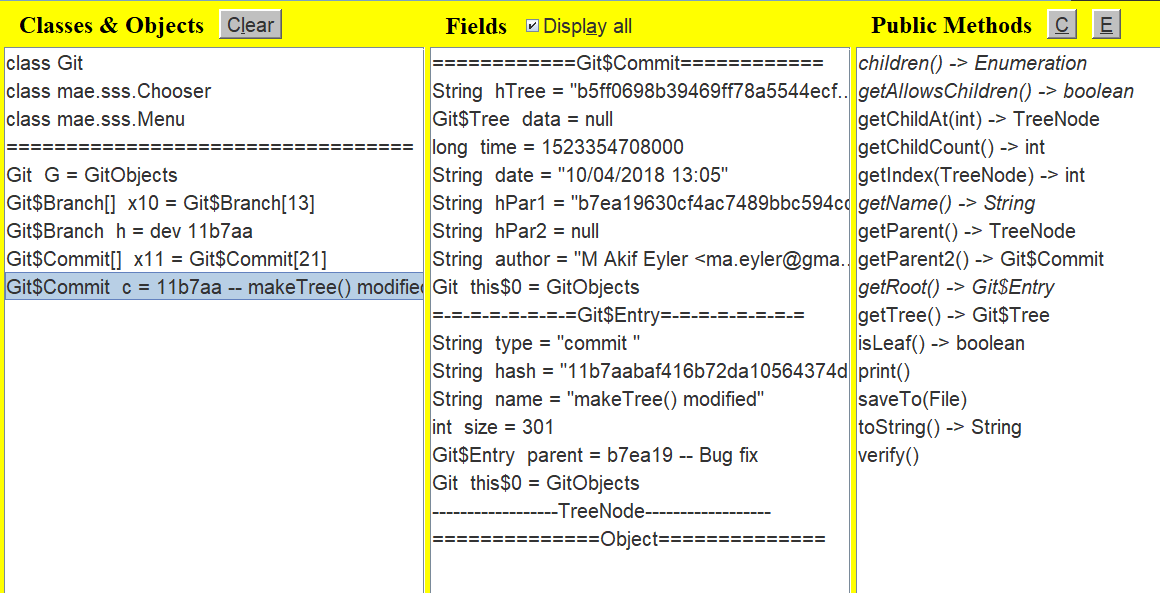 Classes & Objects Clear
class Git
class mae.sss.Chooser
class mae.sss.Menu
==================================
Git G = GitObjects
Git$Branch[] x10 = Git$Branch[13]
Git$Branch h = dev 11b7aa
Git$Commit[] x11 = Git$Commit[21]
Git$Commit c = 11b7aa -- makeTree() modified
Fields Display all
============Git$Commit============
String hTree = "b5ff0698b39469ff78a5544ecf...
Git$Tree data = null
long time = 1523354708000
String date = "10/04/2018 13:05"
String hPar1 = "b7ea19630cf4ac7489bbc594cc
String hPar2 = null
String author = "M Akif Eyler <ma.eyler@gma...
Git this$0 = GitObjects
=-=-=-=-=-=-=-=Git$Entry=-=-=-=-=-=-=-=
String type = "commit "
String hash = "11b7aabaf416b72da10564374d
String name = "makeTree() modified"
int size = 301
Git$Entry parent = b7ea19 -- Bug fix
Git this$0 = GitObjects
------------------TreeNode------------------
==============Object==============
Public Methods C E
children() -> Enumeration
getAllowsChildren() -> boolean
getChildAt(int) -> TreeNode
getChildCount() -> int
getIndex(TreeNode) -> int
getName() -> String
getParent() -> TreeNode
getParent2() -> Git$Commit
getRoot() -> Git$Entry
getTree() -> Git$Tree
isLeaf() -> boolean
print()
saveTo(File)
toString() -> String
verify()